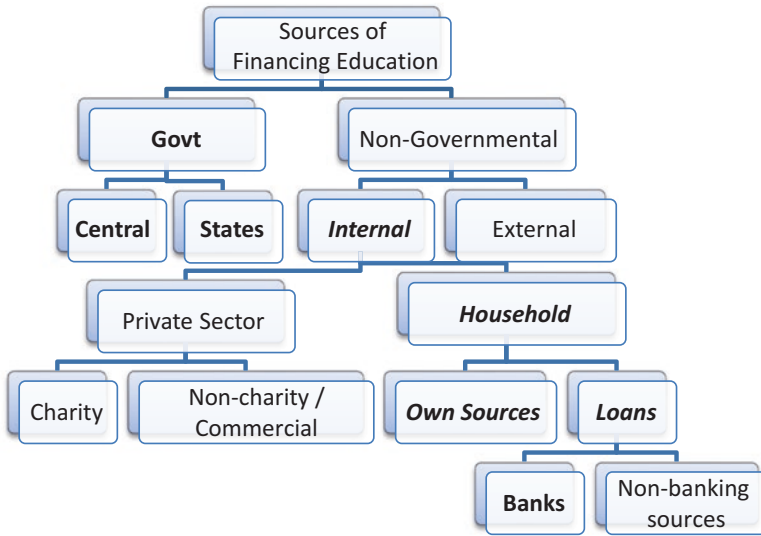 Sources of
Financing Education
Govt
Non-Governmental
Central
States
Internal
External
Private Sector
Household
Charity
Non-charity /
Commercial
Own Sources
Loans
Banks
Non-banking
sources